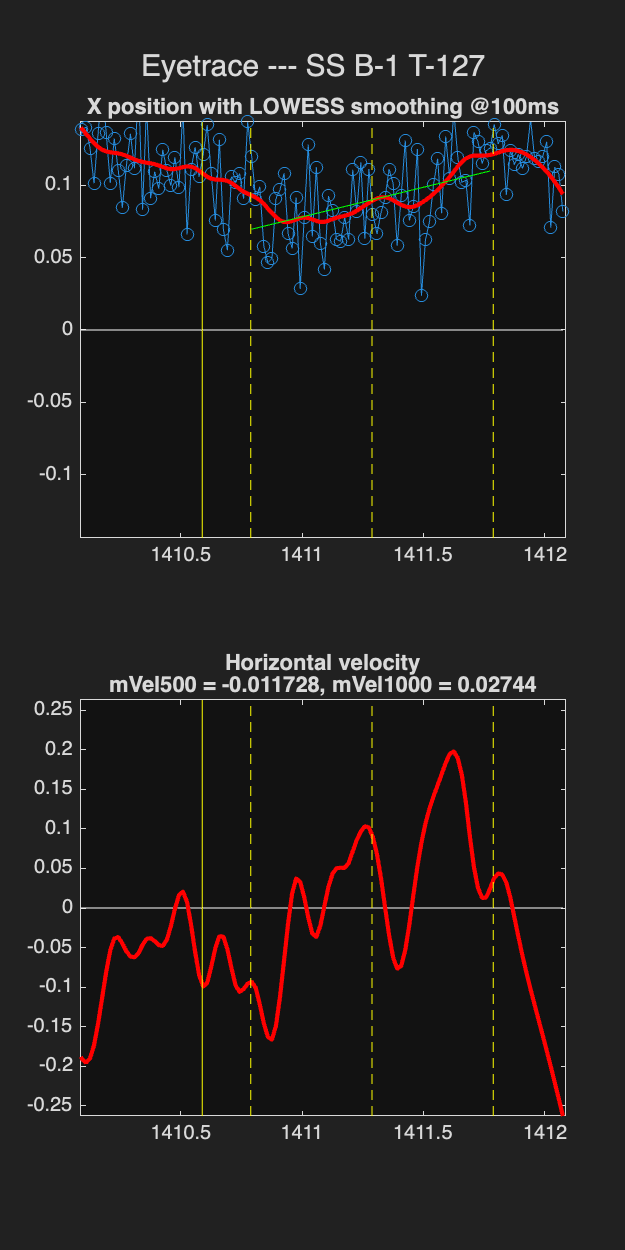 Eyetrace --- SS B-1 T-127
X position with LOWESS smoothing @100ms
0.1
0.05
0
-0.05
-0.1
1410.5 1411 1411.5 1412
Horizontal velocity
mVel500 = -0.011728, mVel1000 = 0.02744
0.25
0.2
0.15
0.1
0.05
0
-0.05
-0.1
-0.15
-0.2
-0.25
1410.5 1411 1411.5 1412